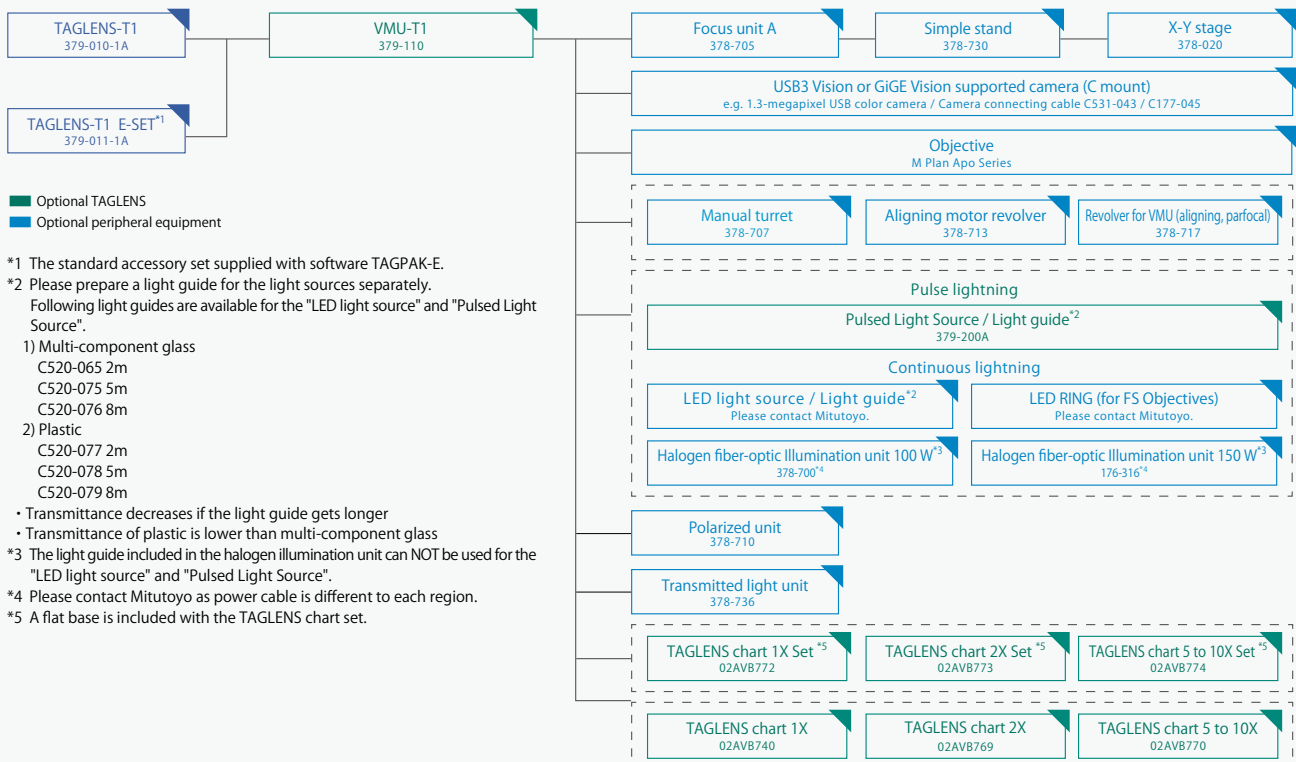 TAGLENS-T1
379-010-1A
TAGLENS-T1 E-SET*1
379-011-1A
VMU-T1
379-110
Focus unit A
378-705
Simple stand
378-730
X-Y stage
378-020
USB3 Vision or GiGE Vision supported camera (C mount)
e.g. 1.3-megapixel USB color camera / Camera connecting cable C531-043 / C177-045
Objective
M Plan Apo Series
Manual turret
378-707
Aligning motor revolver
378-713
Revolver for VMU (aligning, parfocal)
378-717
Pulse lightning
Pulsed Light Source / Light guide*2
379-200A
Continuous lightning
LED light source / Light guide*2
Please contact Mitutoyo.
LED RING (for FS Objectives)
Please contact Mitutoyo.
Halogen fiber-optic Illumination unit 100 W*3
378-700*4
Halogen fiber-optic Illumination unit 150 W*3
176-316*4
Polarized unit
378-710
Transmitted light unit
378-736
TAGLENS chart 1X Set *5
02AVB772
TAGLENS chart 2X Set *5
02AVB773
TAGLENS chart 5 to 10X Set *5
02AVB774
TAGLENS chart 1X
02AVB740
TAGLENS chart 2X
02AVB769
TAGLENS chart 5 to 10X
02AVB770
Optional TAGLENS
Optional peripheral equipment
*1 The standard accessory set supplied with software TAGPAK-E.
*2 Please prepare a light guide for the light sources separately.
Following light guides are available for the "LED light source" and "Pulsed Light
Source".
1) Multi-component glass
C520-065 2m
C520-075 5m
C520-076 8m
2) Plastic
C520-077 2m
C520-078 5m
C520-079 8m
・Transmittance decreases if the light guide gets longer
・Transmittance of plastic is lower than multi-component glass
*3 The light guide included in the halogen illumination unit can NOT be used for the
"LED light source" and "Pulsed Light Source".
*4 Please contact Mitutoyo as power cable is different to each region.
*5 A flat base is included with the TAGLENS chart set.